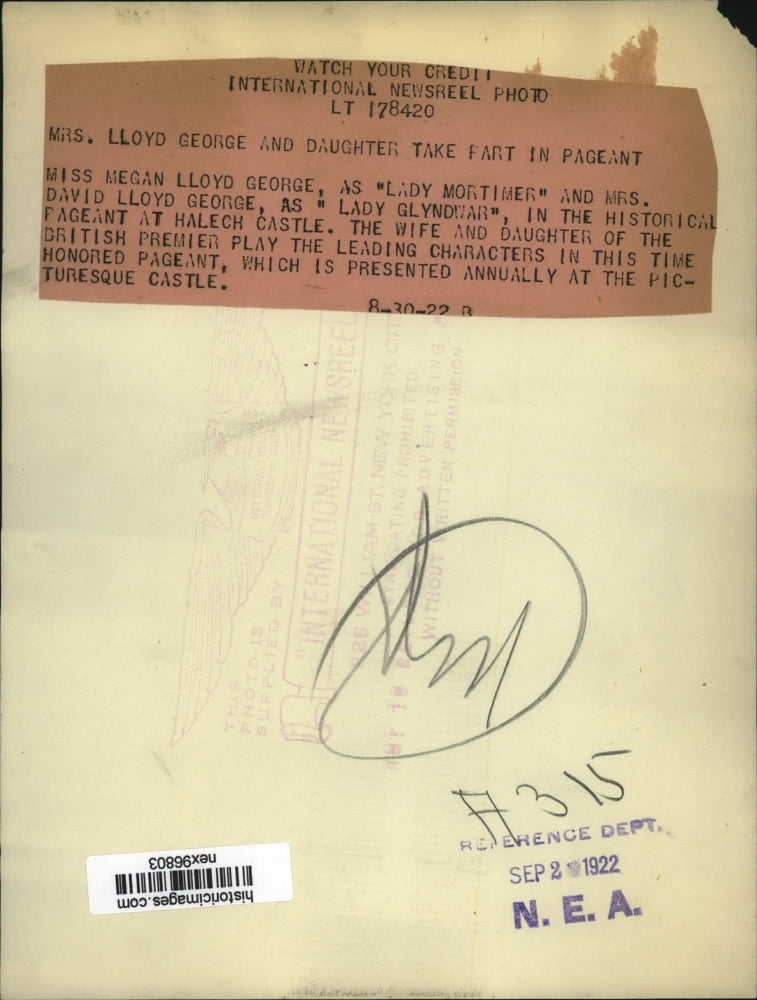 WATCH YOUR CREDIT
INTERNATIONAL NEWSREEL PHOTO
LT 178420
MRS. LLOYD GEORGE AND DAUGHTER TAKE PART IN PAGEANT
MISS MEGAN LLOYD GEORGE, AS "LADY MORTIMER" AND MRS.
DAVID LLOYD GEORGE, AS " LADY GLYNDWAR", IN THE HISTORICAL
PAGEANT AT HALECH CASTLE. THE WIFE AND DAUGHTER OF THE
BRITISH PREMIER PLAY THE LEADING CHARACTERS IN THIS TIME
HONORED PAGEANT, WHICH IS PRESENTED ANNUALLY AT THE PIC-
TURESQUE CASTLE.
8-30-22 B
THIS
PHOTO IS
SUPPLIED BY
"INTERNATIONAL NEWSREEL
226 WILLIAM ST. NEW YORK CITY
PROHIBITED
ADVERTISING
WITHOUT WRITTEN PERMISSION
A 315
REFERENCE DEPT.
SEP 2 1922
N. E. A.
historicimages.com
nex96803